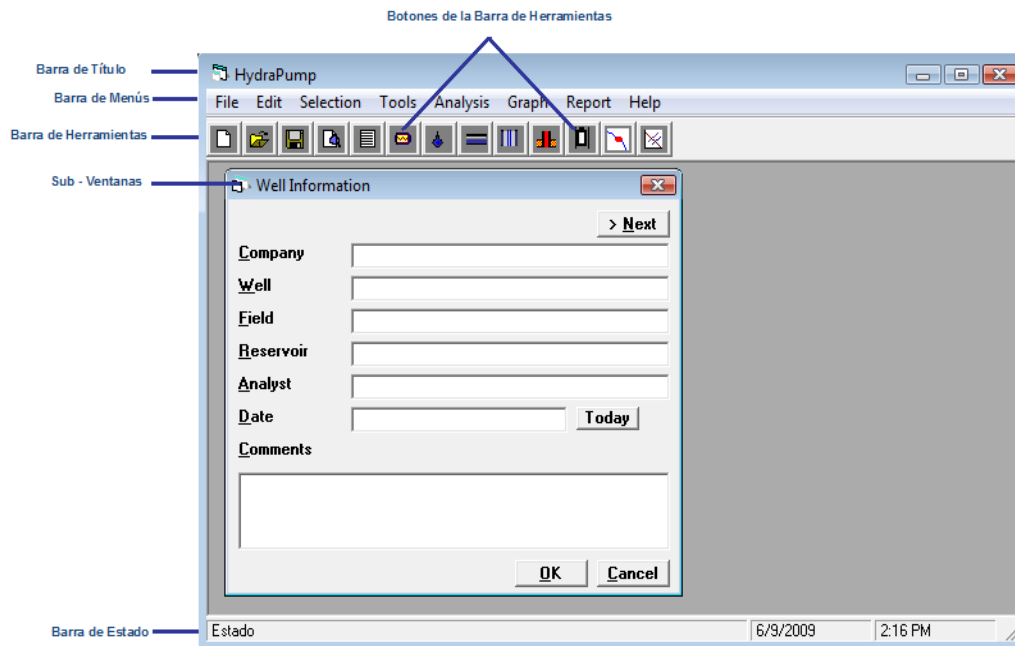 Botones de la Barra de Herramientas
Barra de Título
HydraPump
Barra de Menús
File Edit Selection Tools Analysis Graph Report Help
Barra de Herramientas
Sub - Ventanas
Well Information
> Next
Company
Well
Field
Reservoir
Analyst
Date
Today
Comments
OK
Cancel
Barra de Estado
Estado
6/9/2009
2:16 PM